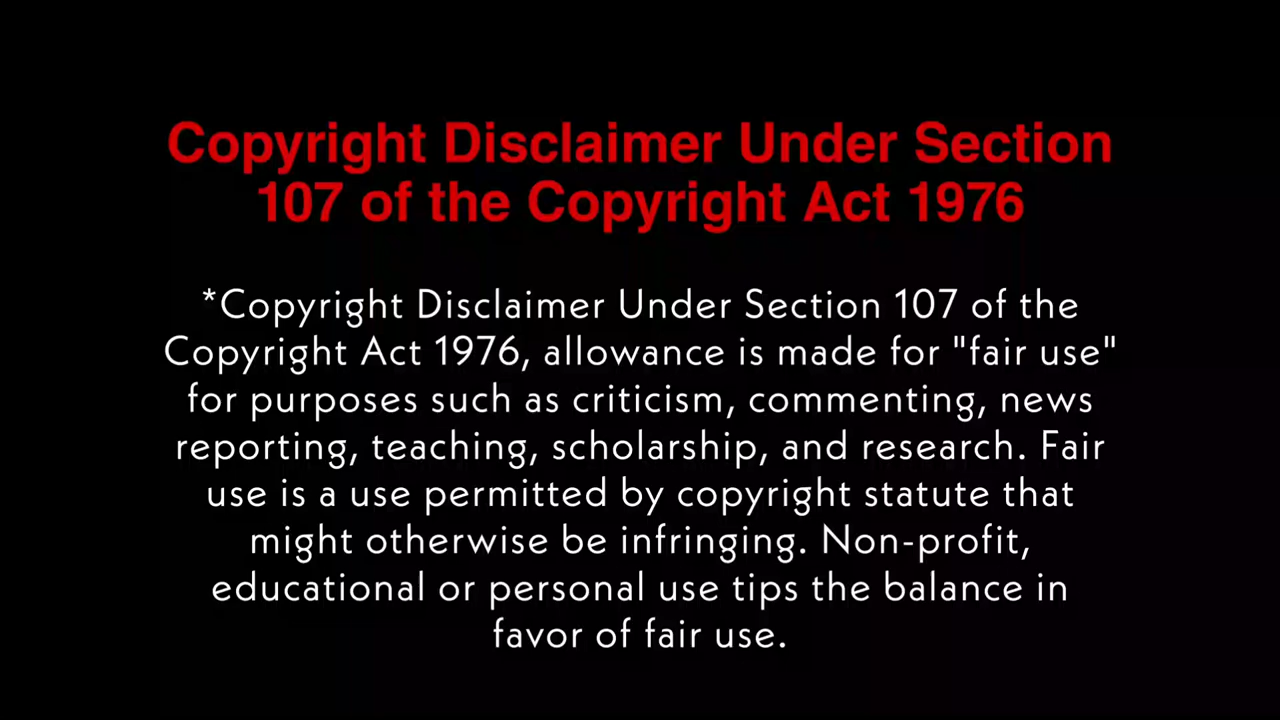 Copyright Disclaimer Under Section
107 of the Copyright Act 1976
*Copyright Disclaimer Under Section 107 of the
Copyright Act 1976, allowance is made for "fair use"
for purposes such as criticism, commenting, news
reporting, teaching, scholarship, and research. Fair
use is a use permitted by copyright statute that
might otherwise be infringing. Non-profit,
educational or personal use tips the balance in
favor of fair use.